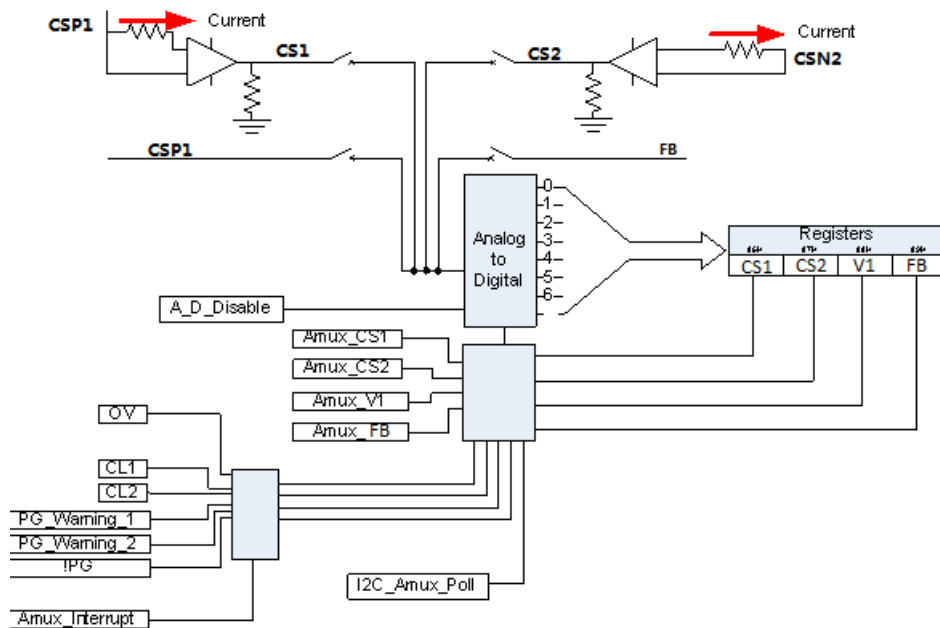 CSP1
Current
CS1
CS2
Current
CSN2
CSP1
FB
Analog
to
Digital
0
1
2
3
4
5
6
Registers
CS1 CS2 V1 FB
A_D_Disable
Amux_CS1
Amux_CS2
Amux_V1
Amux_FB
OV
CL1
CL2
PG_Warning_1
PG_Warning_2
!PG
I2C_Amux_Poll
Amux_Interrupt